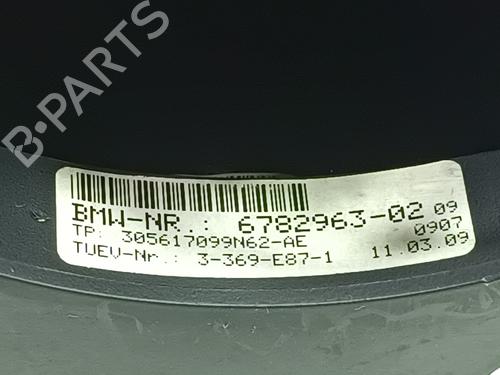 B-PARTS
BMW-NR : 6782963-02 09
TP: 305617099N62-AE 0907
TUEV-Nr.: 3-369-E87-1 11.03.09